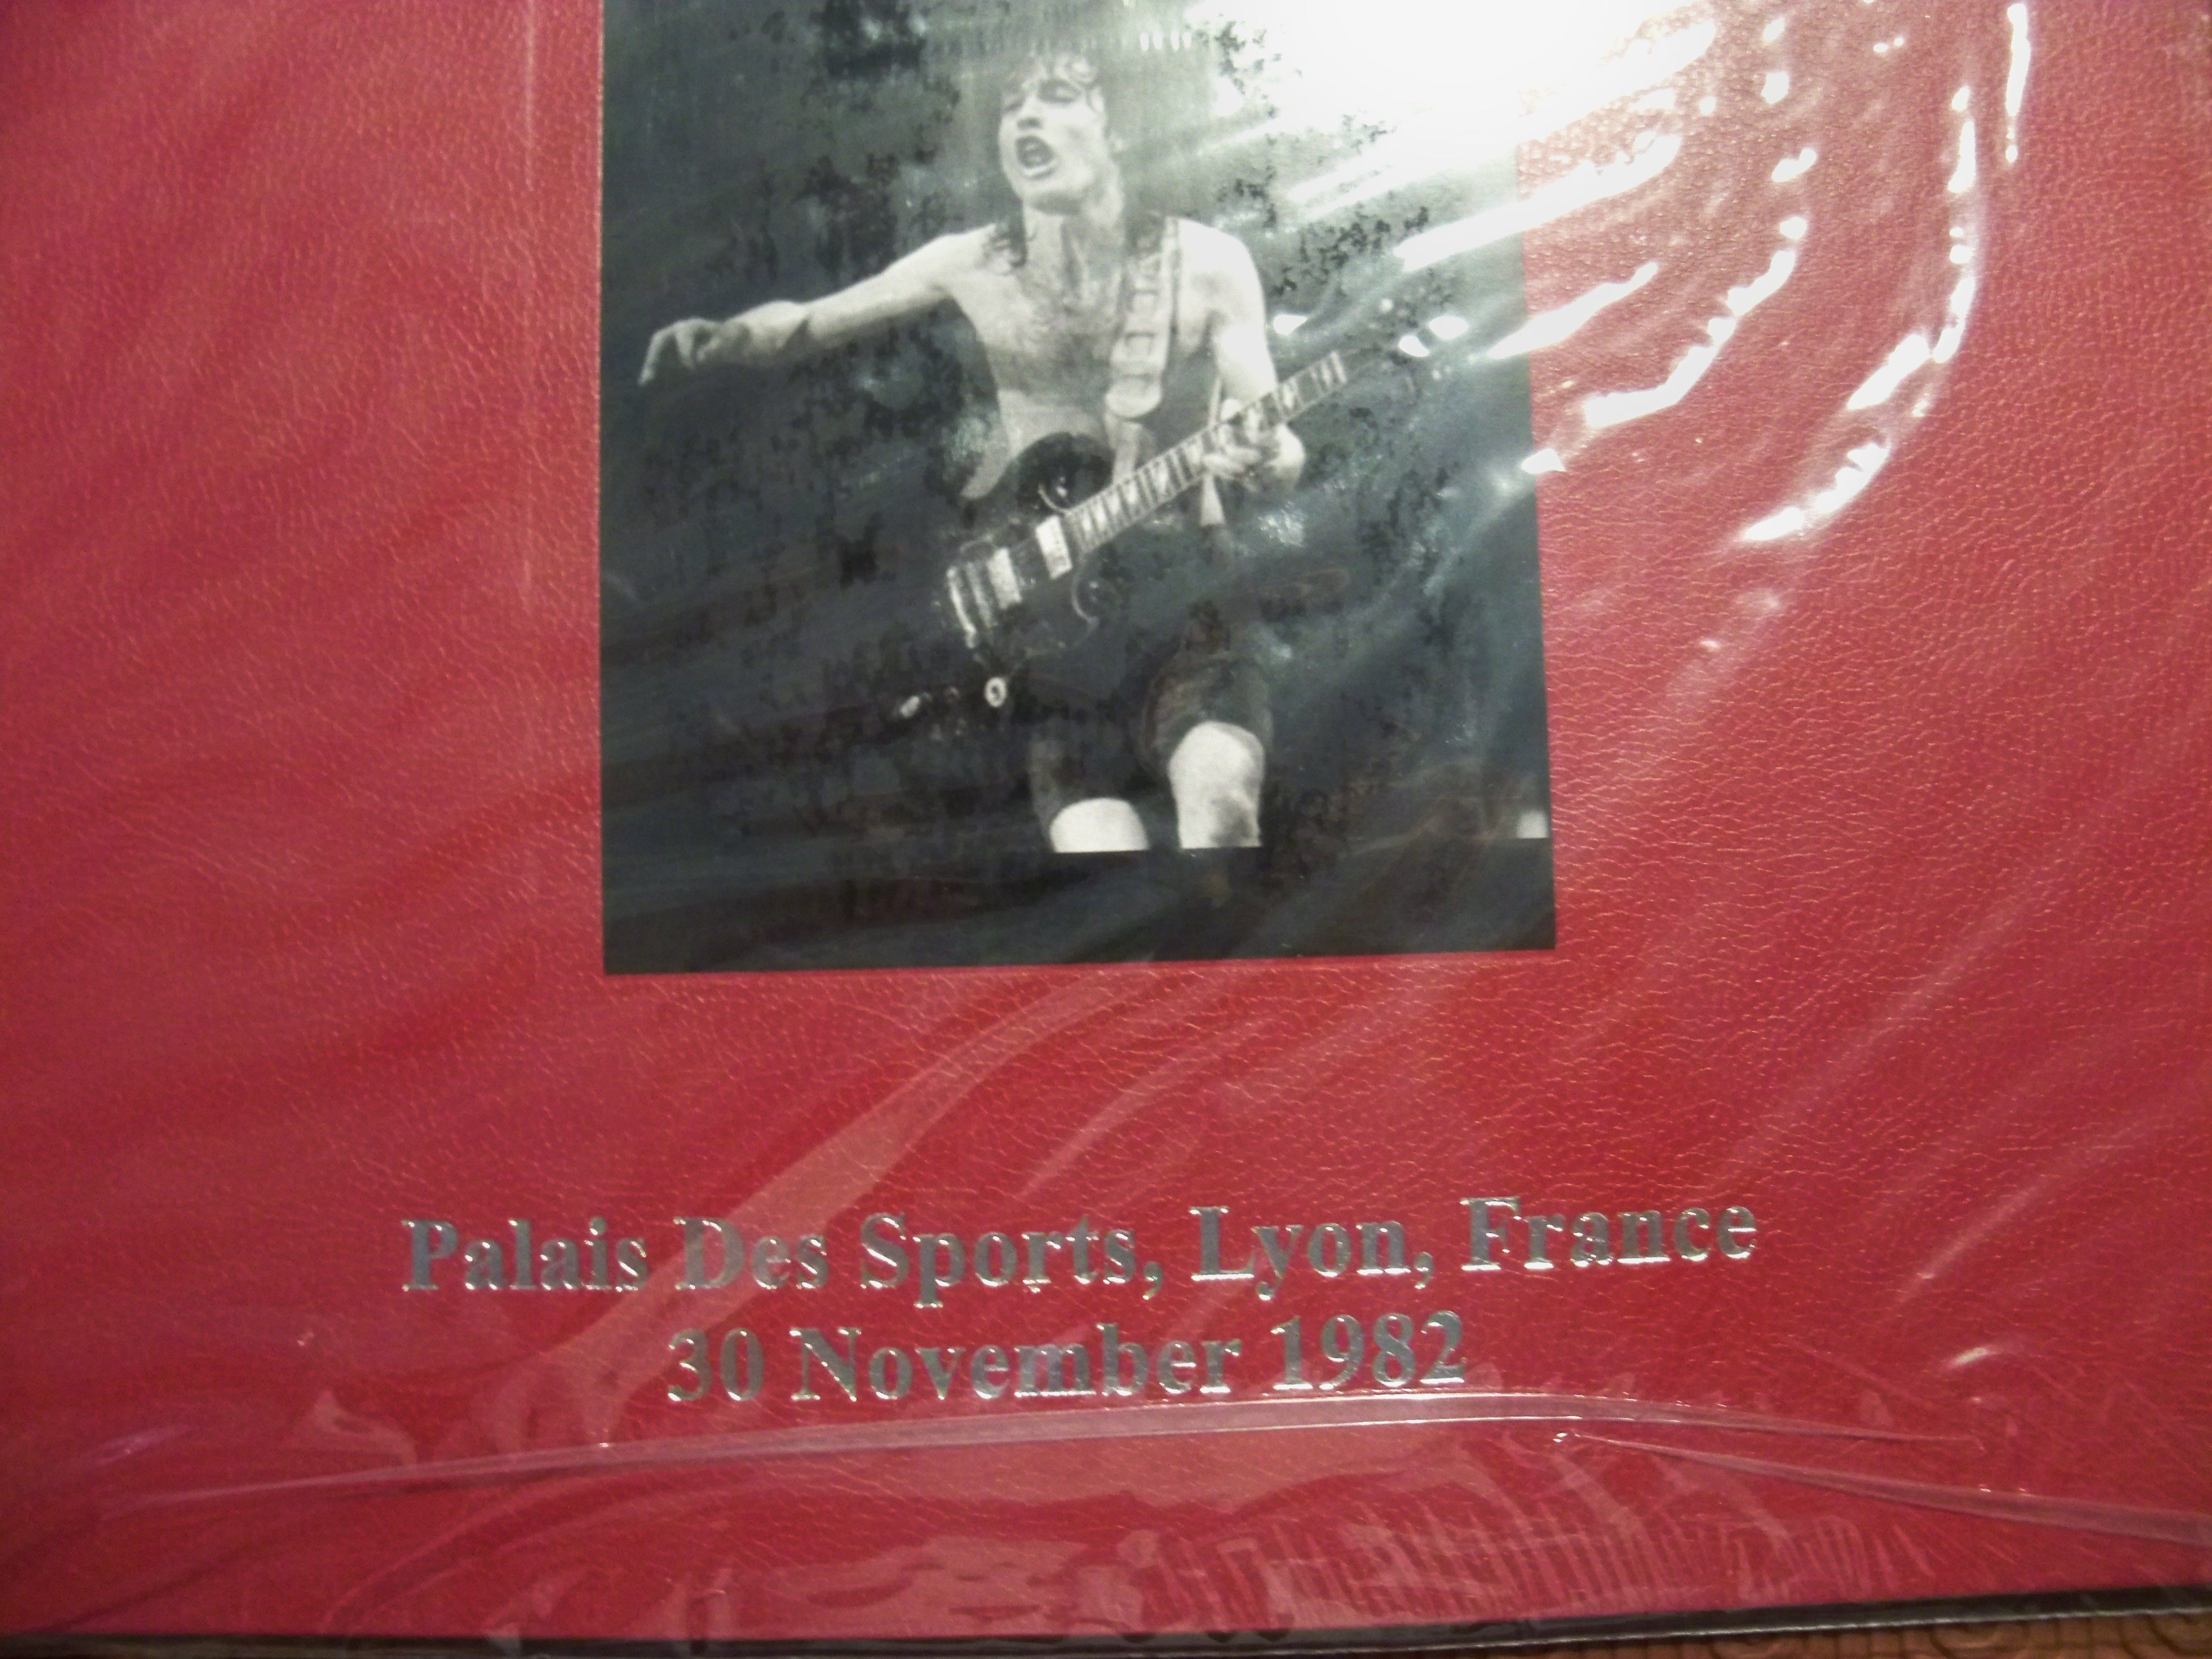 Palais Des Sports, Lyon, France
30 November 1982